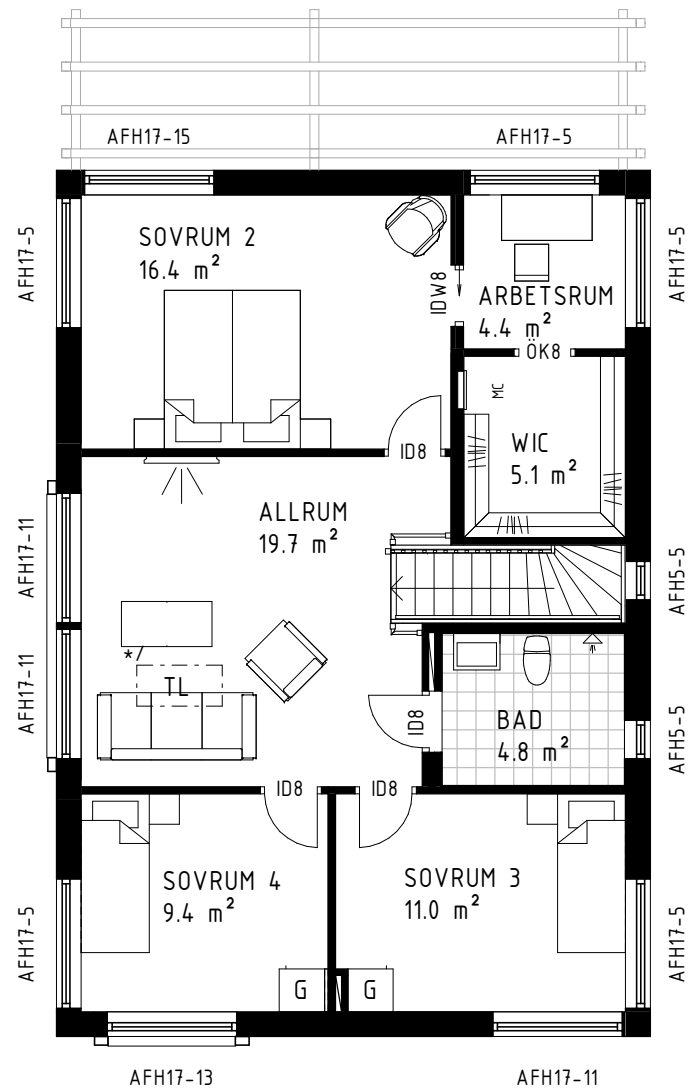 AFH17-15
AFH17-5
AFH17-5
AFH17-5
SOVRUM 2
16.4 m²
IDW8
ARBETSRUM
4.4 m²
ÖK8
MC
WIC
5.1 m²
ID8
ALLRUM
19.7 m²
AFH17-11
AFH5-5
AFH17-11
*/
TL
ID8
BAD
4.8 m²
AFH5-5
ID8
ID8
SOVRUM 4
9.4 m²
SOVRUM 3
11.0 m²
AFH17-5
AFH17-5
G
G
AFH17-13
AFH17-11